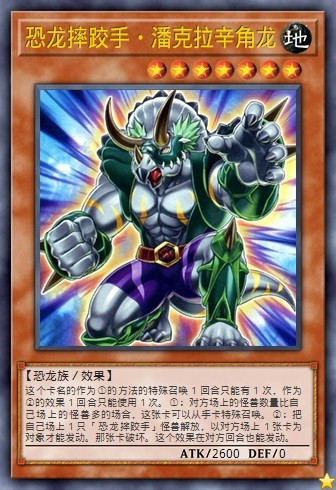 恐龙摔跤手·潘克拉辛角龙
地
【恐龙族/效果】
这个卡名的作为①的方法的特殊召唤1回合只能有1次，作为
②的效果1回合只能使用1次。①：对方场上的怪兽数量比自
己场上的怪兽多的场合，这张卡可以从手卡特殊召唤。②：把
自己场上1只「恐龙摔跤手」怪兽解放，以对方场上1张卡为
对象才能发动。那张卡破坏。这个效果在对方回合也能发动。
ATK/2600 DEF/0